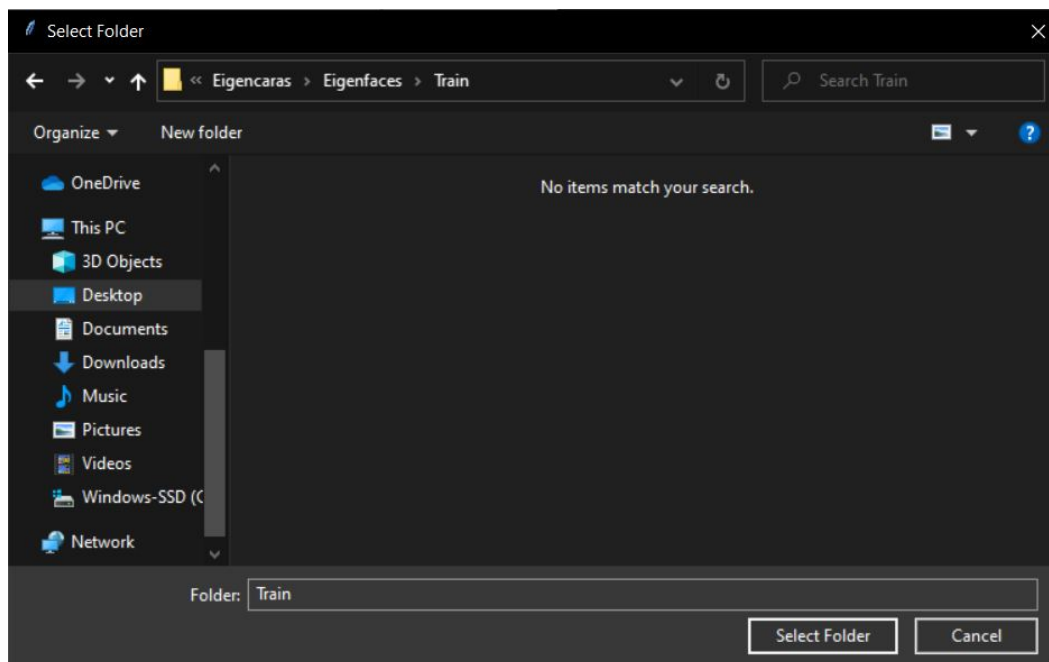 Select Folder
« Eigencaras > Eigenfaces > Train
Search Train
Organize
New folder
?
OneDrive
No items match your search.
This PC
3D Objects
Desktop
Documents
Downloads
Music
Pictures
Videos
Windows-SSD (C
Network
Folder: Train
Select Folder
Cancel